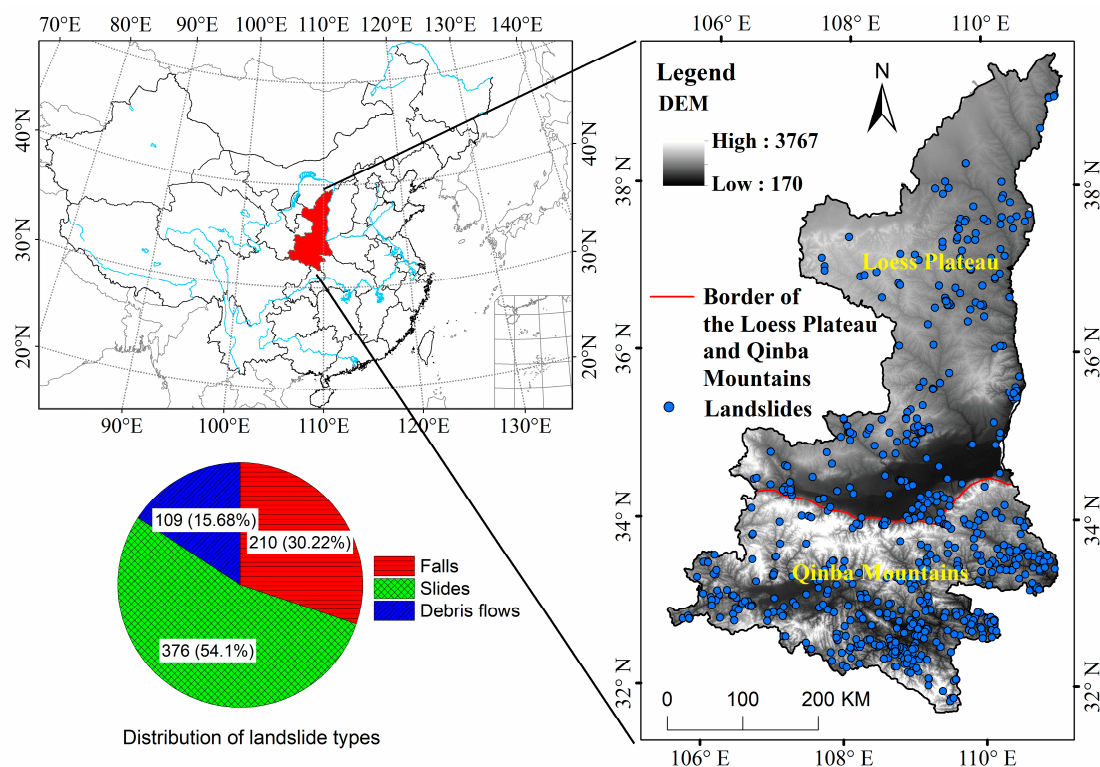 70°E 80°E 90°E 100°E 110°E 120°E 130°E 140°E
40°N
30°N
20°N
40°N
30°N
20°N
90°E 100°E 110°E 120°E 130°E
106° E 108° E 110° E
Legend
DEM
High : 3767
Low : 170
N
Border of
the Loess Plateau
and Qinba
Mountains
Landslides
Loess Plateau
Qinba Mountains
38° N
36° N
34° N
32° N
38° N
36° N
34° N
32° N
0 100 200 KM
106° E 108° E 110° E
109 (15.68%)
210 (30.22%)
376 (54.1%)
Falls
Slides
Debris flows
Distribution of landslide types